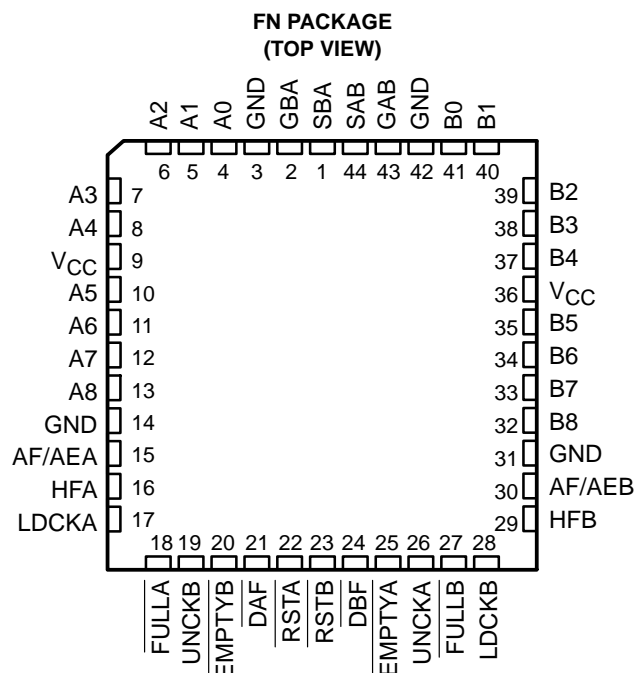 FN PACKAGE
(TOP VIEW)
A2 A1 A0 GND GBA SBA SAB GAB GND B0 B1
6 5 4 3 2 1 44 43 42 41 40
A3 7 39 B2
A4 8 38 B3
VCC 9 37 B4
A5 10 36 VCC
A6 11 35 B5
A7 12 34 B6
A8 13 33 B7
GND 14 32 B8
AF/AEA 15 31 GND
HFA 16 30 AF/AEB
LDCKA 17 29 HFB
18 19 20 21 22 23 24 25 26 27 28
FULLA UNCKB EMPTYB DAF RSTA RSTB DBF EMPTYA UNCKA FULLB LDCKB